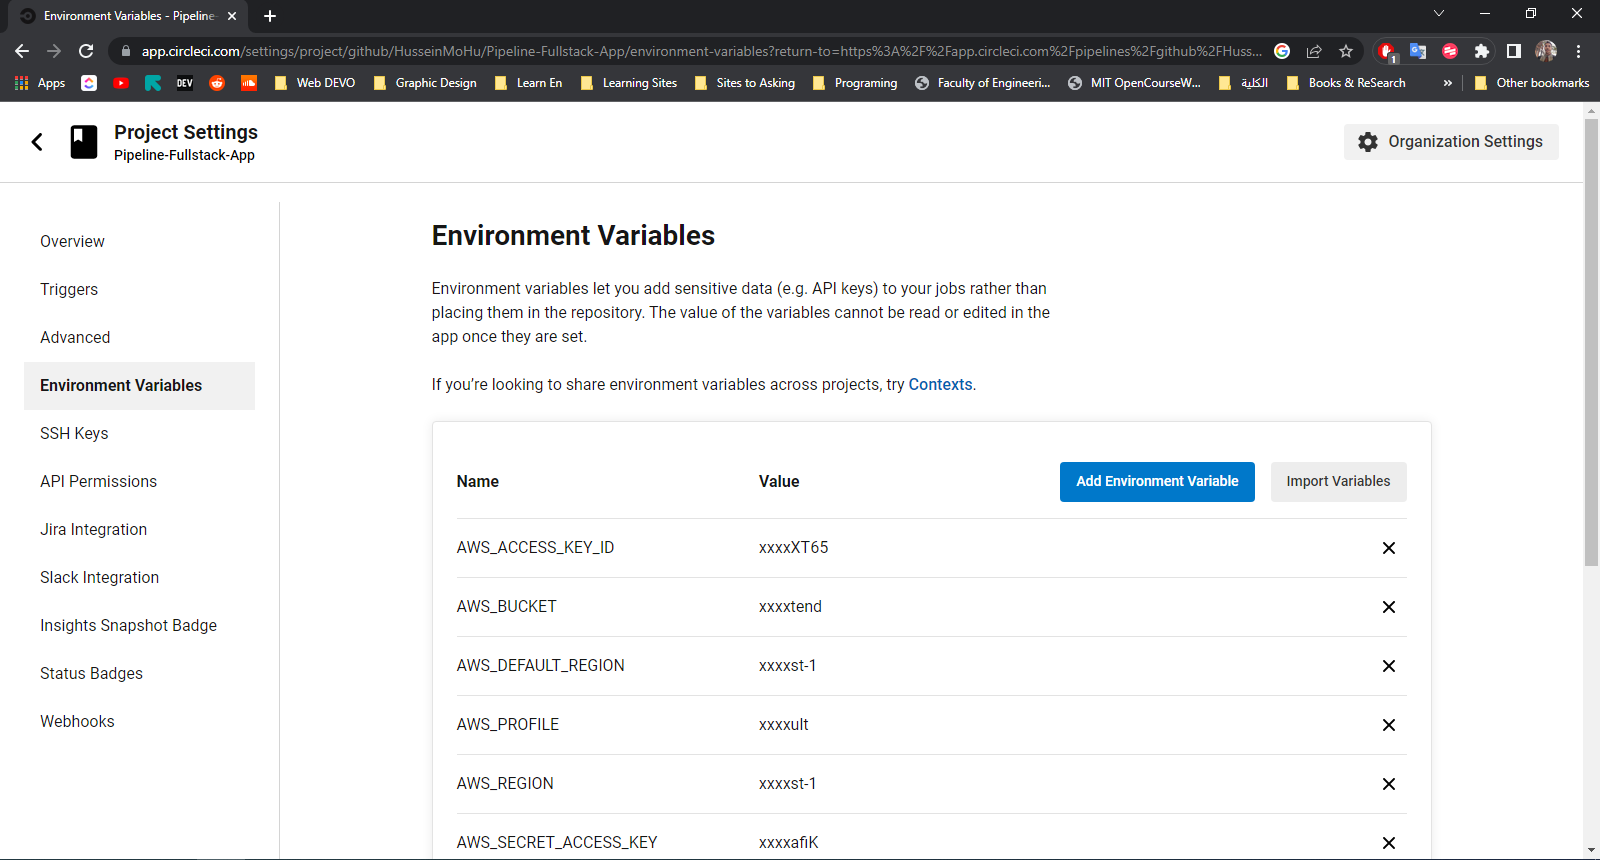 Environment Variables - Pipeline-
app.circleci.com/settings/project/github/HusseinMoHu/Pipeline-Fullstack-App/environment-variables?return-to=https%3A%2F%2Fapp.circleci.com%2Fpipelines%2Fgithub%2FHuss...
1
Apps
DEV
Web DEVO
Graphic Design
Learn En
Learning Sites
Sites to Asking
Programing
Faculty of Engineeri...
MIT OpenCourseW...
الكلية
Books & ReSearch
»
Other bookmarks
Project Settings
Pipeline-Fullstack-App
Organization Settings
Overview
Triggers
Advanced
Environment Variables
SSH Keys
API Permissions
Jira Integration
Slack Integration
Insights Snapshot Badge
Status Badges
Webhooks
Environment Variables
Environment variables let you add sensitive data (e.g. API keys) to your jobs rather than
placing them in the repository. The value of the variables cannot be read or edited in the
app once they are set.
If you’re looking to share environment variables across projects, try Contexts.
Name Value Add Environment Variable Import Variables
AWS_ACCESS_KEY_ID xxxxXT65
AWS_BUCKET xxxxtend
AWS_DEFAULT_REGION xxxxst-1
AWS_PROFILE xxxxult
AWS_REGION xxxxst-1
AWS_SECRET_ACCESS_KEY xxxxafiK